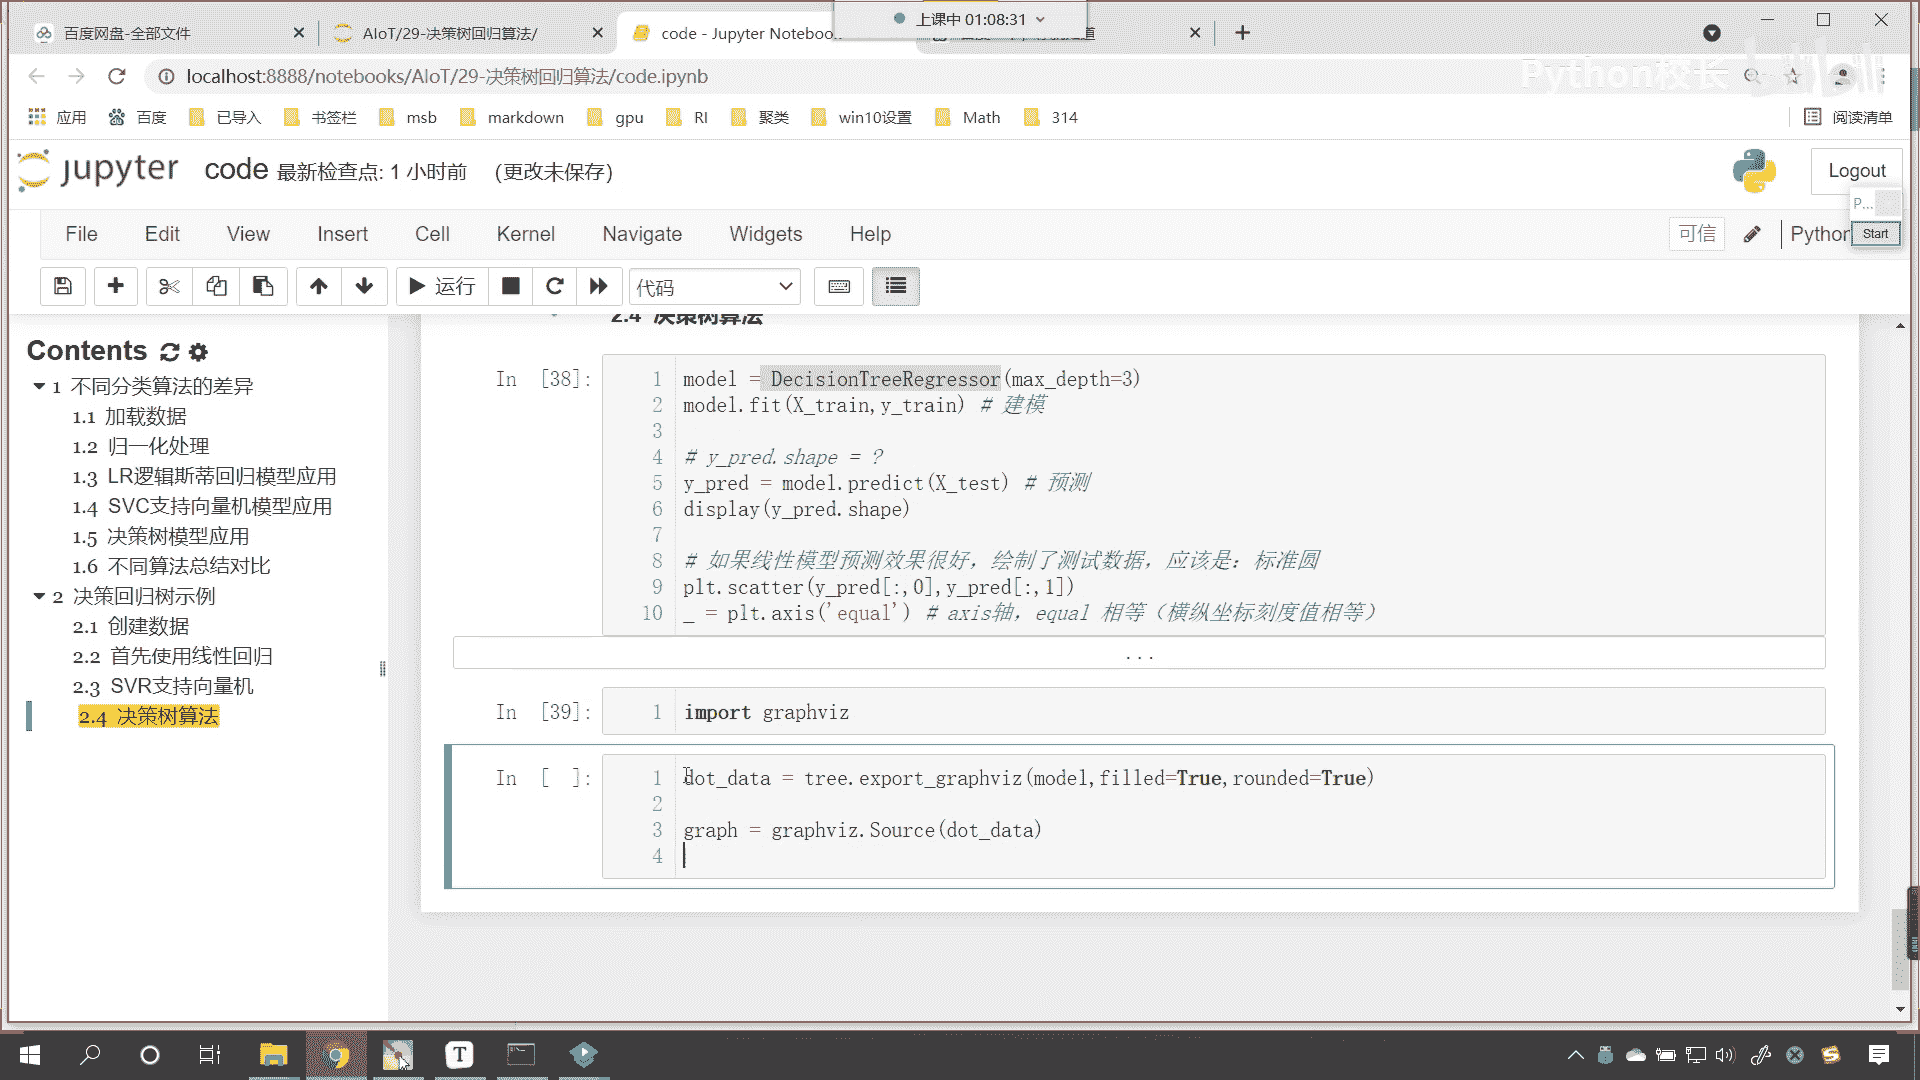 上课中 01:08:31
百度网盘-全部文件
AIoT/29-决策树回归算法/
code - Jupyter Notebook
localhost:8888/notebooks/AIoT/29-决策树回归算法/code.ipynb
Python校长
应用 百度 已导入 书签栏 msb markdown gpu RI 聚类 win10设置 Math 314 阅读清单
jupyter code 最新检查点: 1 小时前 (更改未保存)
Logout
P...
Start
File Edit View Insert Cell Kernel Navigate Widgets Help 可信 Python
运行 代码
Contents
1 不同分类算法的差异
1.1 加载数据
1.2 归一化处理
1.3 LR逻辑斯蒂回归模型应用
1.4 SVC支持向量机模型应用
1.5 决策树模型应用
1.6 不同算法总结对比
2 决策回归树示例
2.1 创建数据
2.2 首先使用线性回归
2.3 SVR支持向量机
2.4 决策树算法
2.4 决策树算法
In [38]:
1 model = DecisionTreeRegressor(max_depth=3)
2 model.fit(X_train,y_train) # 建模
3
4 # y_pred.shape = ?
5 y_pred = model.predict(X_test) # 预测
6 display(y_pred.shape)
7
8 # 如果线性模型预测效果很好，绘制了测试数据，应该是：标准圆
9 plt.scatter(y_pred[:,0],y_pred[:,1])
10 _ = plt.axis('equal') # axis轴，equal 相等（横纵坐标刻度值相等）
...
In [39]:
1 import graphviz
In [ ]:
1 dot_data = tree.export_graphviz(model,filled=True,rounded=True)
2
3 graph = graphviz.Source(dot_data)
4